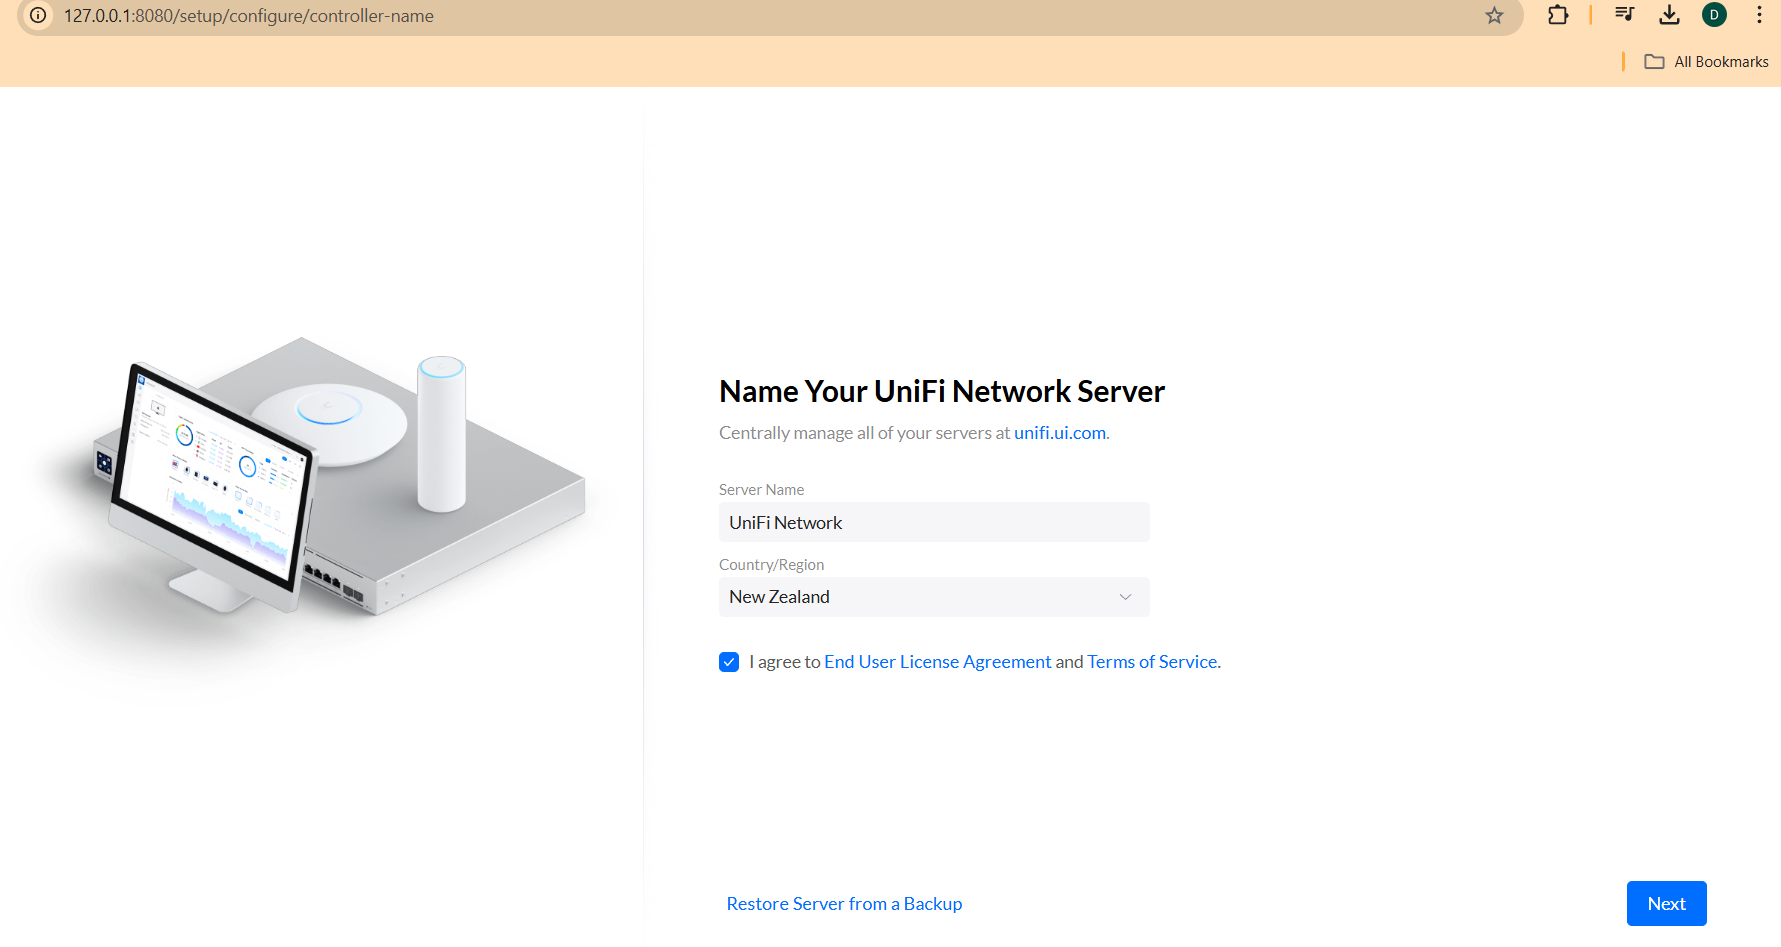 127.0.0.1:8080/setup/configure/controller-name
D
All Bookmarks
Name Your UniFi Network Server
Centrally manage all of your servers at unifi.ui.com.
Server Name
UniFi Network
Country/Region
New Zealand
I agree to End User License Agreement and Terms of Service.
Restore Server from a Backup
Next